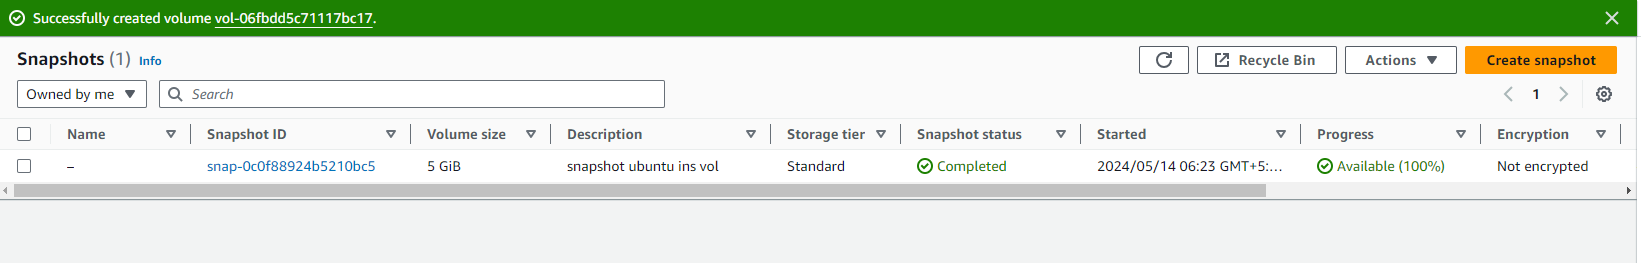 Successfully created volume vol-06fbdd5c71117bc17.
Snapshots (1) Info
Recycle Bin
Actions
Create snapshot
Owned by me
Search
1
Name Snapshot ID Volume size Description Storage tier Snapshot status Started Progress Encryption
– snap-0c0f88924b5210bc5 5 GiB snapshot ubuntu ins vol Standard Completed 2024/05/14 06:23 GMT+5:... Available (100%) Not encrypted